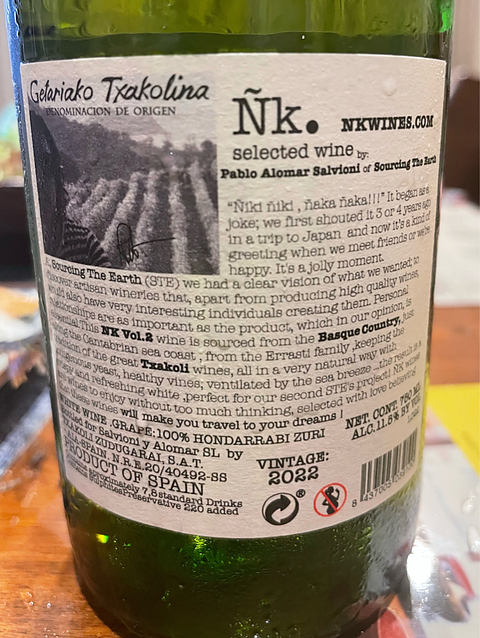 Getariako Txakolina
DENOMINACION DE ORIGEN
Ñk. NKWINES.COM
selected wine by:
Pablo Alomar Salvioni of Sourcing The Earth
"Ñiki ñiki, ñaka ñaka!!!" It began as a
joke; we first shouted it 3 or 4 years ago
in a trip to Japan and now it's a kind of
greeting when we meet friends or we're
happy. It's a jolly moment.
Sourcing The Earth (STE) we had a clear vision of what we wanted; to
artisan wineries that, apart from producing high quality wines,
also have very interesting individuals creating them. Personal
relationships are as important as the product, which in our opinion, is
this NK Vol.2 wine is sourced from the Basque Country, just
the Cantabrian sea coast, from the Errasti family, keeping the
of the great Txakoli wines, all in a very natural way with
yeast, healthy vines; ventilated by the sea breeze ...the result is a
and refreshing white, perfect for our second STE's project! NK wines
to enjoy without too much thinking, selected with love believing
these wines will make you travel to your dreams!
WHITE WINE. GRAPE: 100% HONDARRABI ZURI
for Salvioni y Alomar SL by
TXAKOLI ZUDUGARAI, S.A.T.
SPAIN. N.R.E.20/40492-SS
PRODUCT OF SPAIN
approximately 7,8 standard Drinks
Preservative 220 added
NET. CONT. 750 ML
ALC.11.5% BY VOL
VINTAGE:
2022